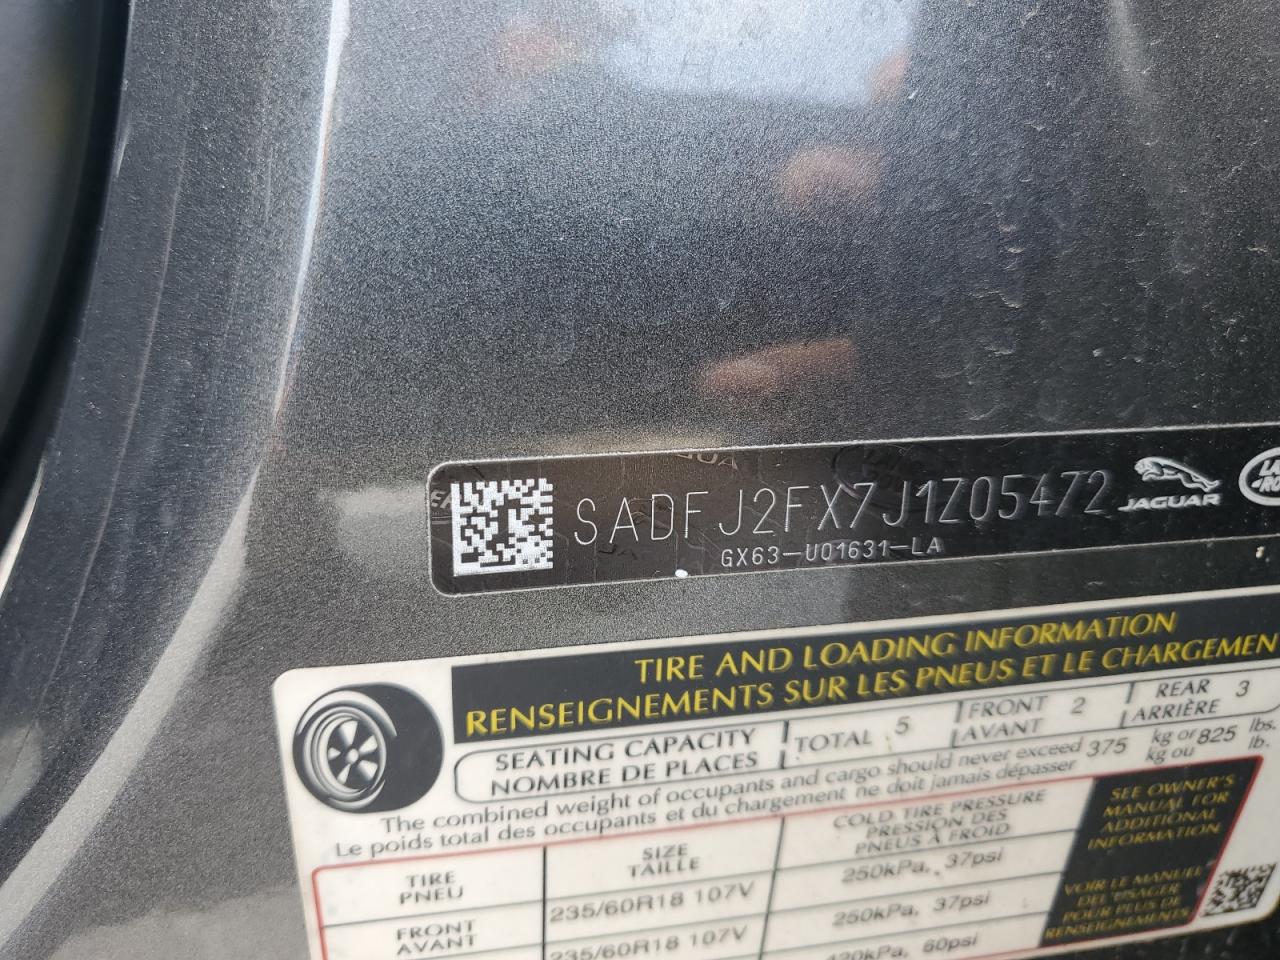 SADFJ2FX7J1Z05472
JAGUAR
GX63-U01631-LA
TIRE AND LOADING INFORMATION
RENSEIGNEMENTS SUR LES PNEUS ET LE CHARGEMEN
SEATING CAPACITY
NOMBRE DE PLACES
TOTAL 5
FRONT 2
AVANT
REAR 3
ARRIÈRE
The combined weight of occupants and cargo should never exceed 375 kg or 825 lbs.
Le poids total des occupants et du chargement ne doit jamais dépasser kg ou lb.
TIRE
PNEU
SIZE
TAILLE
COLD TIRE PRESSURE
PRESSION DES
PNEUS À FROID
SEE OWNER'S
MANUAL FOR
ADDITIONAL
INFORMATION
FRONT
AVANT
235/60R18 107V
250kPa, 37psi
235/60R18 107V
250kPa, 37psi
420kPa, 60psi
VOIR LE MANUEL
DE L'USAGER
POUR PLUS DE
RENSEIGNEMENTS